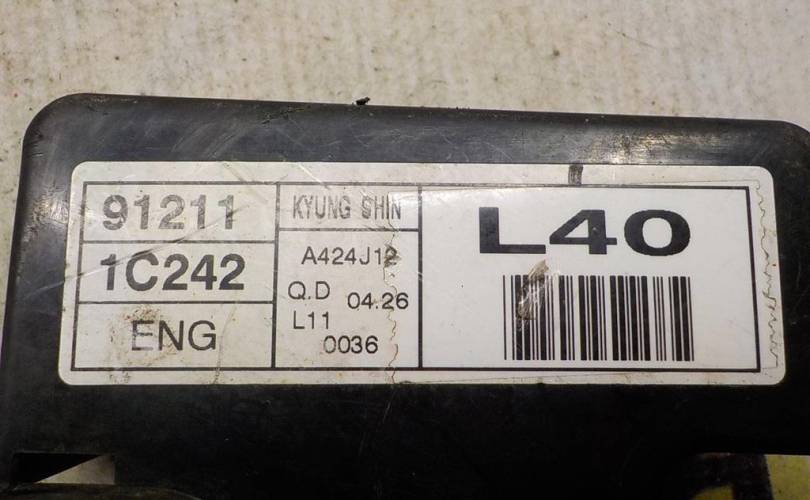 91211
1C242
ENG
KYUNG SHIN
A424J12
Q.D 04.26
L11
0036
L40